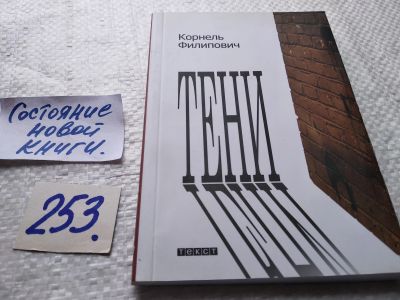 Состояние
новой
книги.
253.
Корнель
Филипович
ТЕНИ
ТЕКСТ